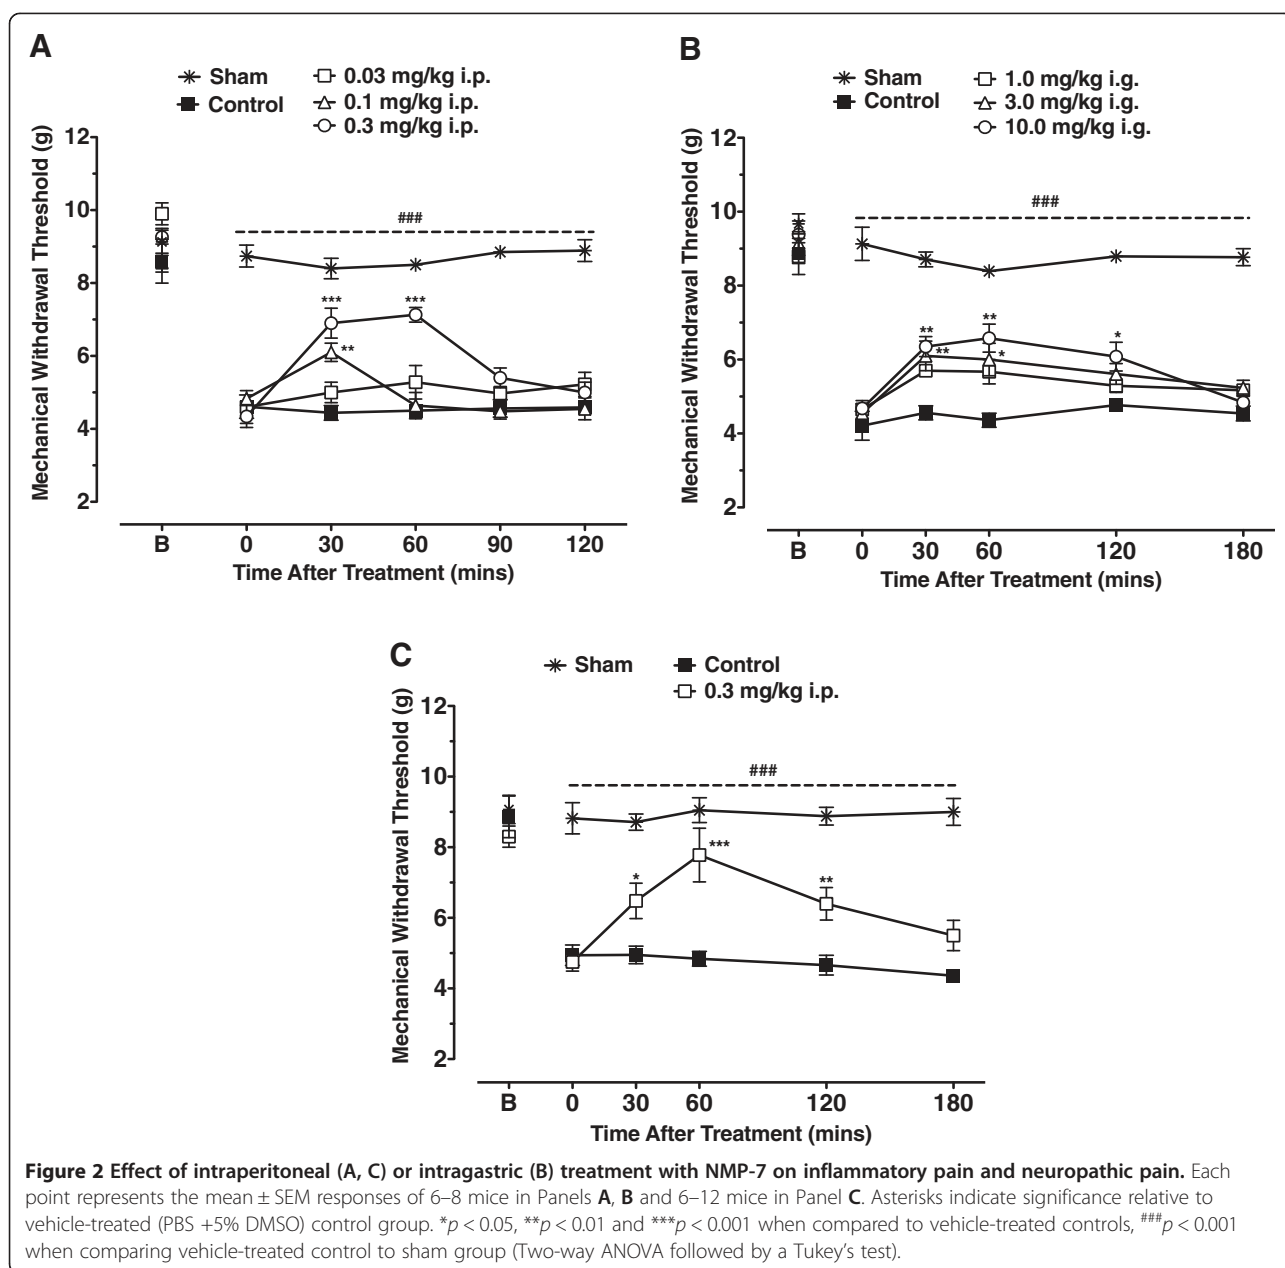 A
Sham
Control
0.03 mg/kg i.p.
0.1 mg/kg i.p.
0.3 mg/kg i.p.
Mechanical Withdrawal Threshold (g)
12
10
8
6
4
2
###
***
***
**
B
0
30
60
90
120
Time After Treatment (mins)
B
Sham
Control
1.0 mg/kg i.g.
3.0 mg/kg i.g.
10.0 mg/kg i.g.
Mechanical Withdrawal Threshold (g)
12
10
8
6
4
2
###
**
**
**
*
*
B
0
30
60
120
180
Time After Treatment (mins)
C
Sham
Control
0.3 mg/kg i.p.
Mechanical Withdrawal Threshold (g)
12
10
8
6
4
2
###
*
***
**
B
0
30
60
120
180
Time After Treatment (mins)
Figure 2 Effect of intraperitoneal (A, C) or intragastric (B) treatment with NMP-7 on inflammatory pain and neuropathic pain. Each
point represents the mean ± SEM responses of 6–8 mice in Panels A, B and 6–12 mice in Panel C. Asterisks indicate significance relative to
vehicle-treated (PBS +5% DMSO) control group. *p < 0.05, **p < 0.01 and ***p < 0.001 when compared to vehicle-treated controls, ###p < 0.001
when comparing vehicle-treated control to sham group (Two-way ANOVA followed by a Tukey's test).